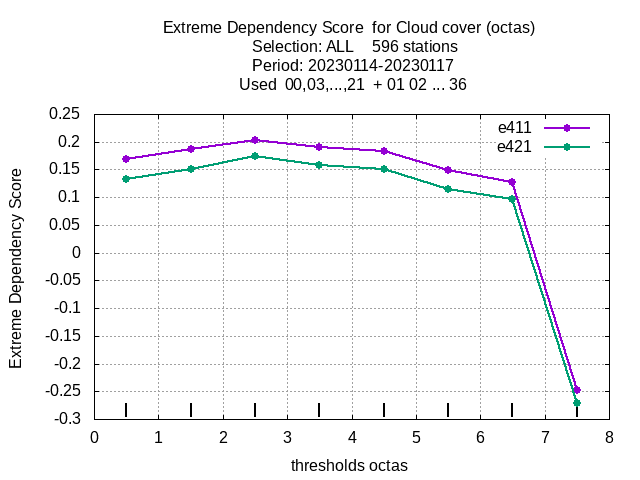 Extreme Dependency Score  for Cloud cover (octas)
Selection: ALL    596 stations
Period: 20230114-20230117
Used  00,03,...,21  + 01 02 ... 36
e411
e421
Extreme Dependency Score
0.25
0.2
0.15
0.1
0.05
0
-0.05
-0.1
-0.15
-0.2
-0.25
-0.3
0 1 2 3 4 5 6 7 8
thresholds octas